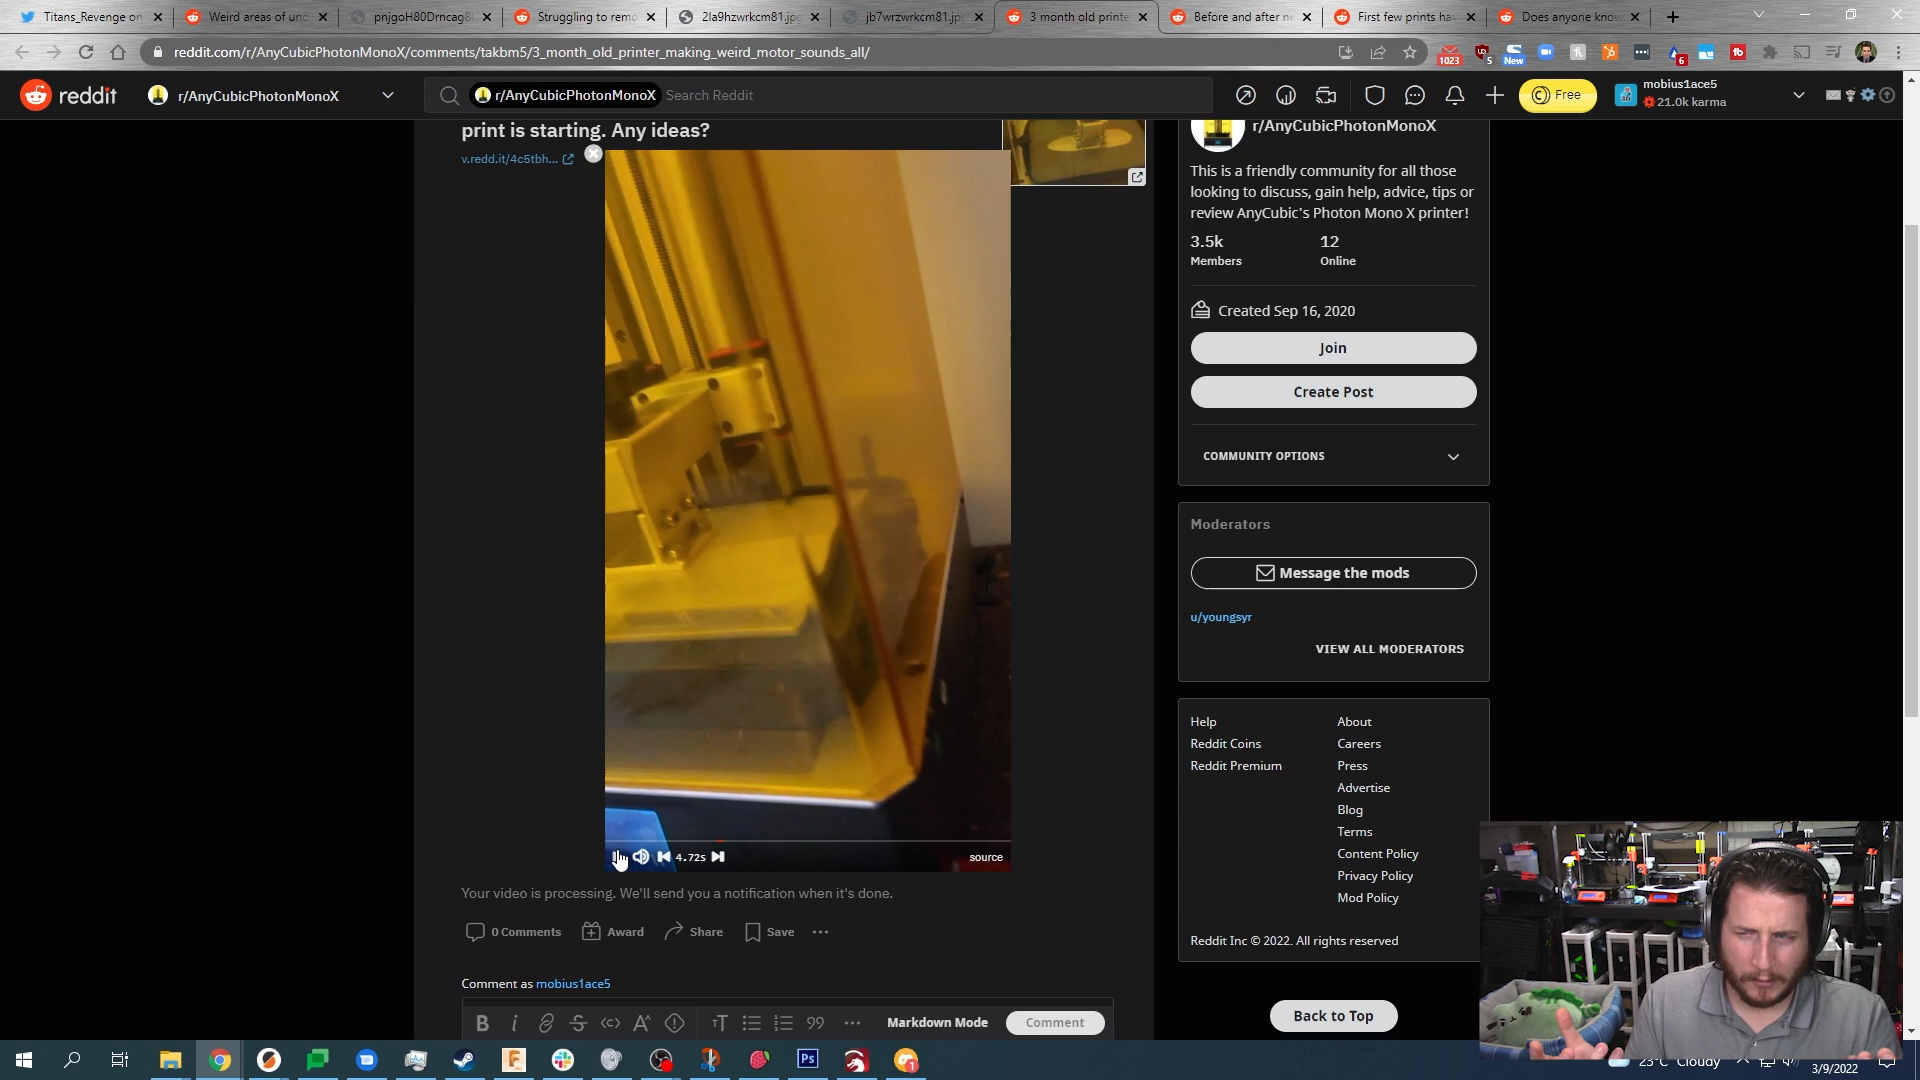 Titans_Revenge on
Weird areas of und
pnjgoH80Drncag8
Struggling to remo
2la9hzwrkcm81.jpg
jb7wrzwrkcm81.jp
3 month old printe
Before and after ne
First few prints hav
Does anyone know
reddit.com/r/AnyCubicPhotonMonoX/comments/takbm5/3_month_old_printer_making_weird_motor_sounds_all/
1023
5
New
6
reddit
r/AnyCubicPhotonMonoX
r/AnyCubicPhotonMonoX
Search Reddit
Free
mobius1ace5
21.0k karma
print is starting. Any ideas?
v.redd.it/4c5tbh...
4.72s
source
Your video is processing. We'll send you a notification when it's done.
0 Comments
Award
Share
Save
Comment as mobius1ace5
Markdown Mode
Comment
r/AnyCubicPhotonMonoX
This is a friendly community for all those
looking to discuss, gain help, advice, tips or
review AnyCubic's Photon Mono X printer!
3.5k
12
Members
Online
Created Sep 16, 2020
Join
Create Post
COMMUNITY OPTIONS
Moderators
Message the mods
u/youngsyr
VIEW ALL MODERATORS
Help
About
Reddit Coins
Careers
Reddit Premium
Press
Advertise
Blog
Terms
Content Policy
Privacy Policy
Mod Policy
Reddit Inc © 2022. All rights reserved
Back to Top
23°C Cloudy
3/9/2022